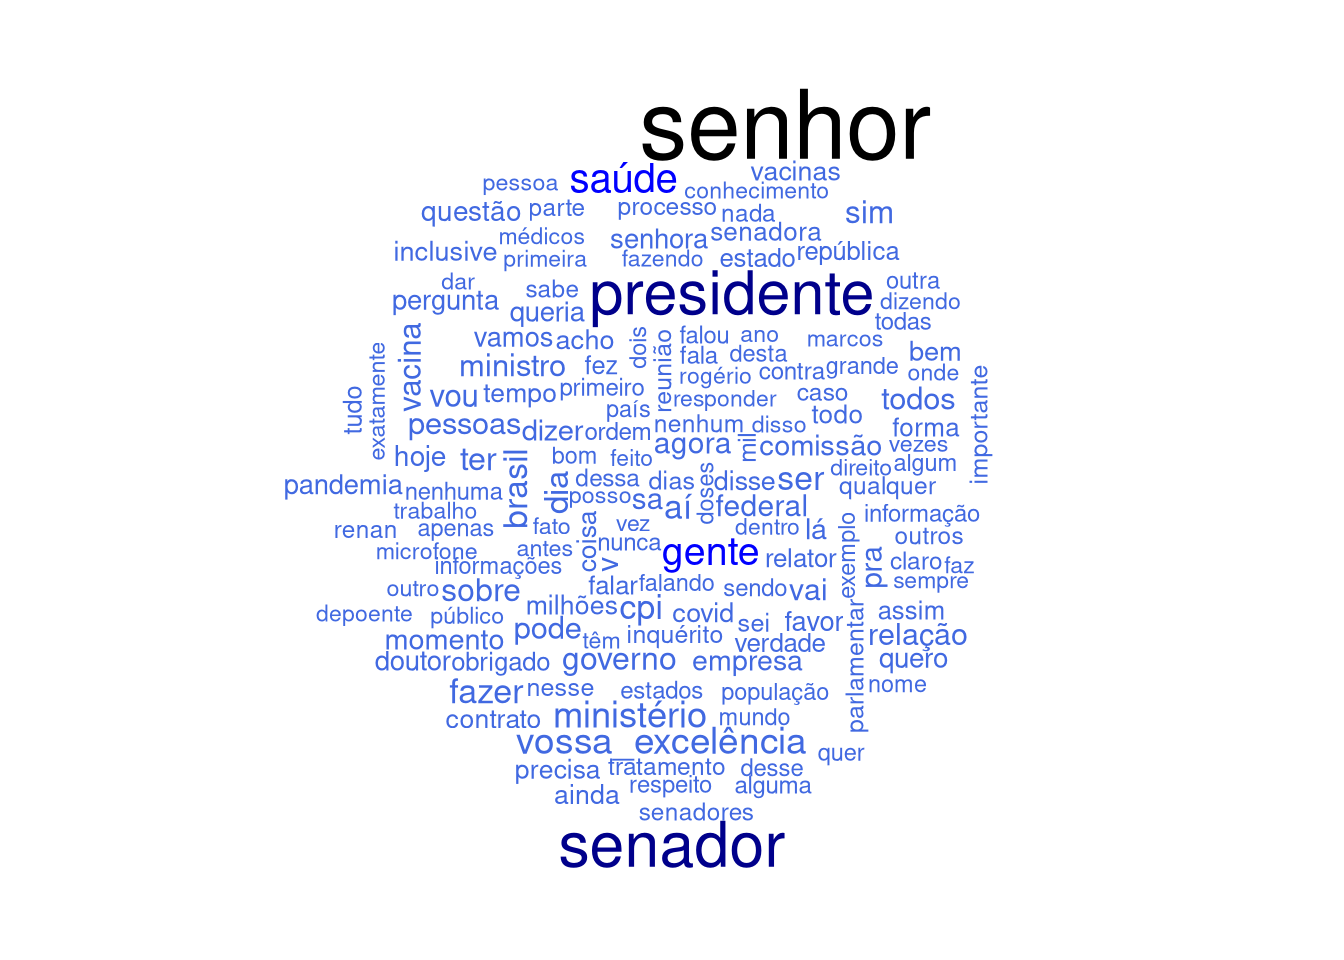 senhor
pessoa saúde conhecimento vacinas
questão parte processo nada sim
inclusive médicos senhora senadora
primeira fazendo estado república
dar sabe presidente outra
pergunta queria dizendo
todas
vacina vamos acho dois reunião falou ano marcos
exatamente ministro fez fala desta bem
rogério contra grande onde
tudo vou tempo primeiro responder caso todos importante
pessoas dizer país todo
ordem nenhum disso forma
agora mil comissão vezes
hoje ter brasil bom feito direito algum
pandemia nenhuma dia dessa dias disse ser qualquer
posso sa doses
trabalho aí federal informação
renan apenas fato vez dentro lá exemplo outros
microfone antes coisa nunca gente relator pra claro faz
informações v sempre
outro sobre falar falando sendo vai
depoente público milhões cpi covid sei favor assim
momento pode têm inquérito verdade parlamentar relação
doutor obrigado governo empresa quero
fazer nesse estados população nome
contrato ministério mundo
vossa_excelência quer
precisa tratamento desse
ainda respeito alguma
senadores
senador